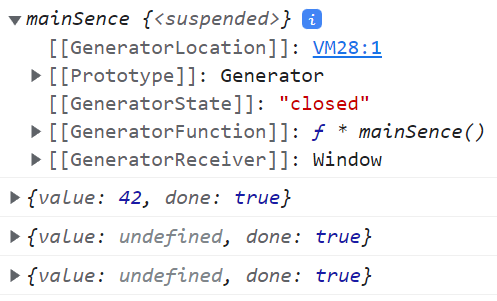 mainSence {<suspended>} i
[[GeneratorLocation]]: VM28:1
[[Prototype]]: Generator
[[GeneratorState]]: "closed"
[[GeneratorFunction]]: ƒ * mainSence()
[[GeneratorReceiver]]: Window
{value: 42, done: true}
{value: undefined, done: true}
{value: undefined, done: true}